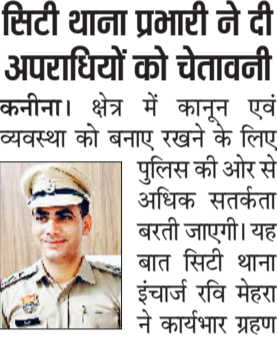 सिटी थाना प्रभारी ने दी
अपराधियों को चेतावनी
कनीना। क्षेत्र में कानून एवं
व्यवस्था को बनाए रखने के लिए
पुलिस की ओर से
अधिक सतर्कता
बरती जाएगी। यह
बात सिटी थाना
इंचार्ज रवि मेहरा
ने कार्यभार ग्रहण